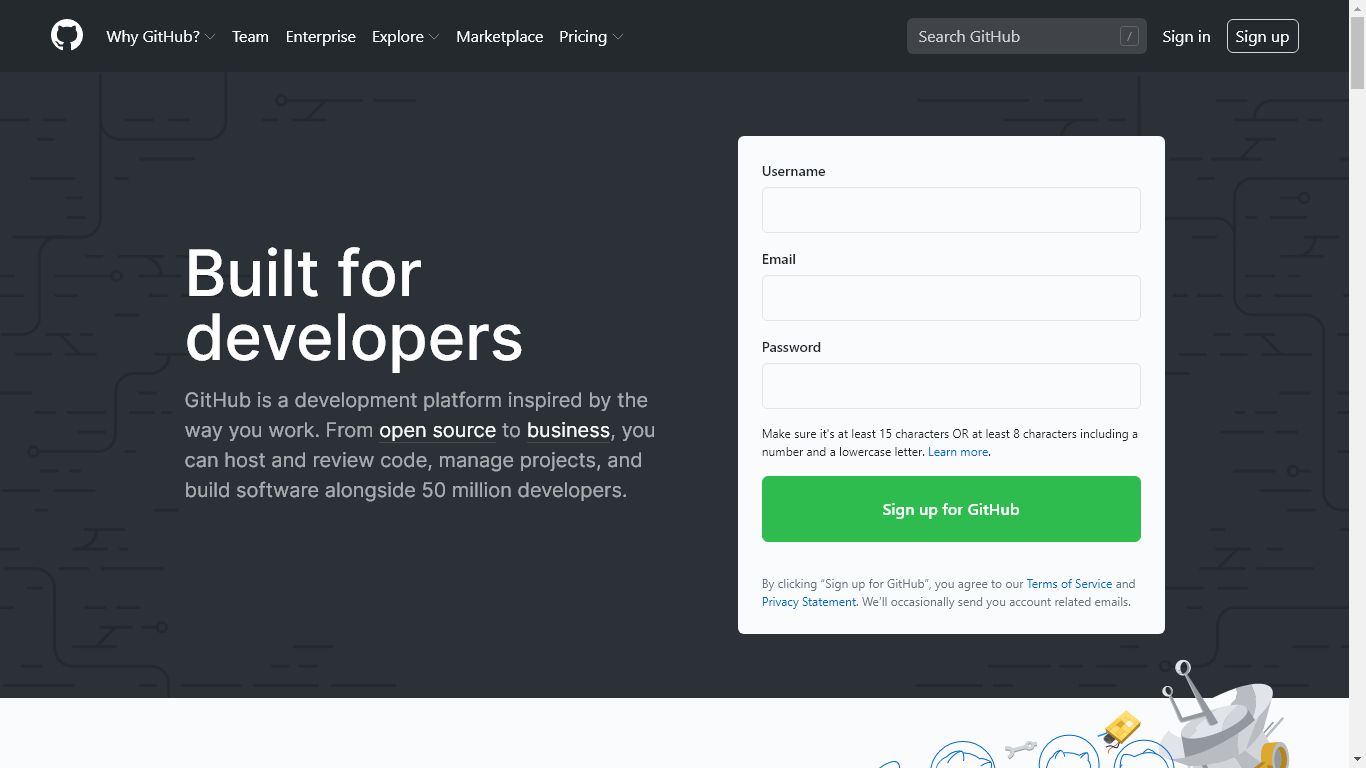 Why GitHub? Team Enterprise Explore Marketplace Pricing Search GitHub / Sign in Sign up
Built for
developers
GitHub is a development platform inspired by the
way you work. From open source to business, you
can host and review code, manage projects, and
build software alongside 50 million developers.
Username
Email
Password
Make sure it's at least 15 characters OR at least 8 characters including a
number and a lowercase letter. Learn more.
Sign up for GitHub
By clicking “Sign up for GitHub”, you agree to our Terms of Service and
Privacy Statement. We’ll occasionally send you account related emails.